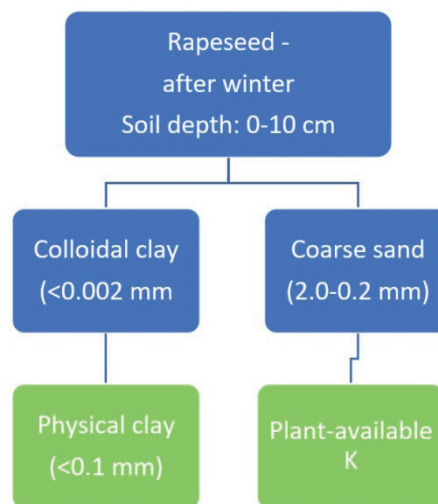 Rapeseed -
after winter
Soil depth: 0-10 cm
Colloidal clay
(<0.002 mm
Coarse sand
(2.0-0.2 mm)
Physical clay
(<0.1 mm)
Plant-available
K